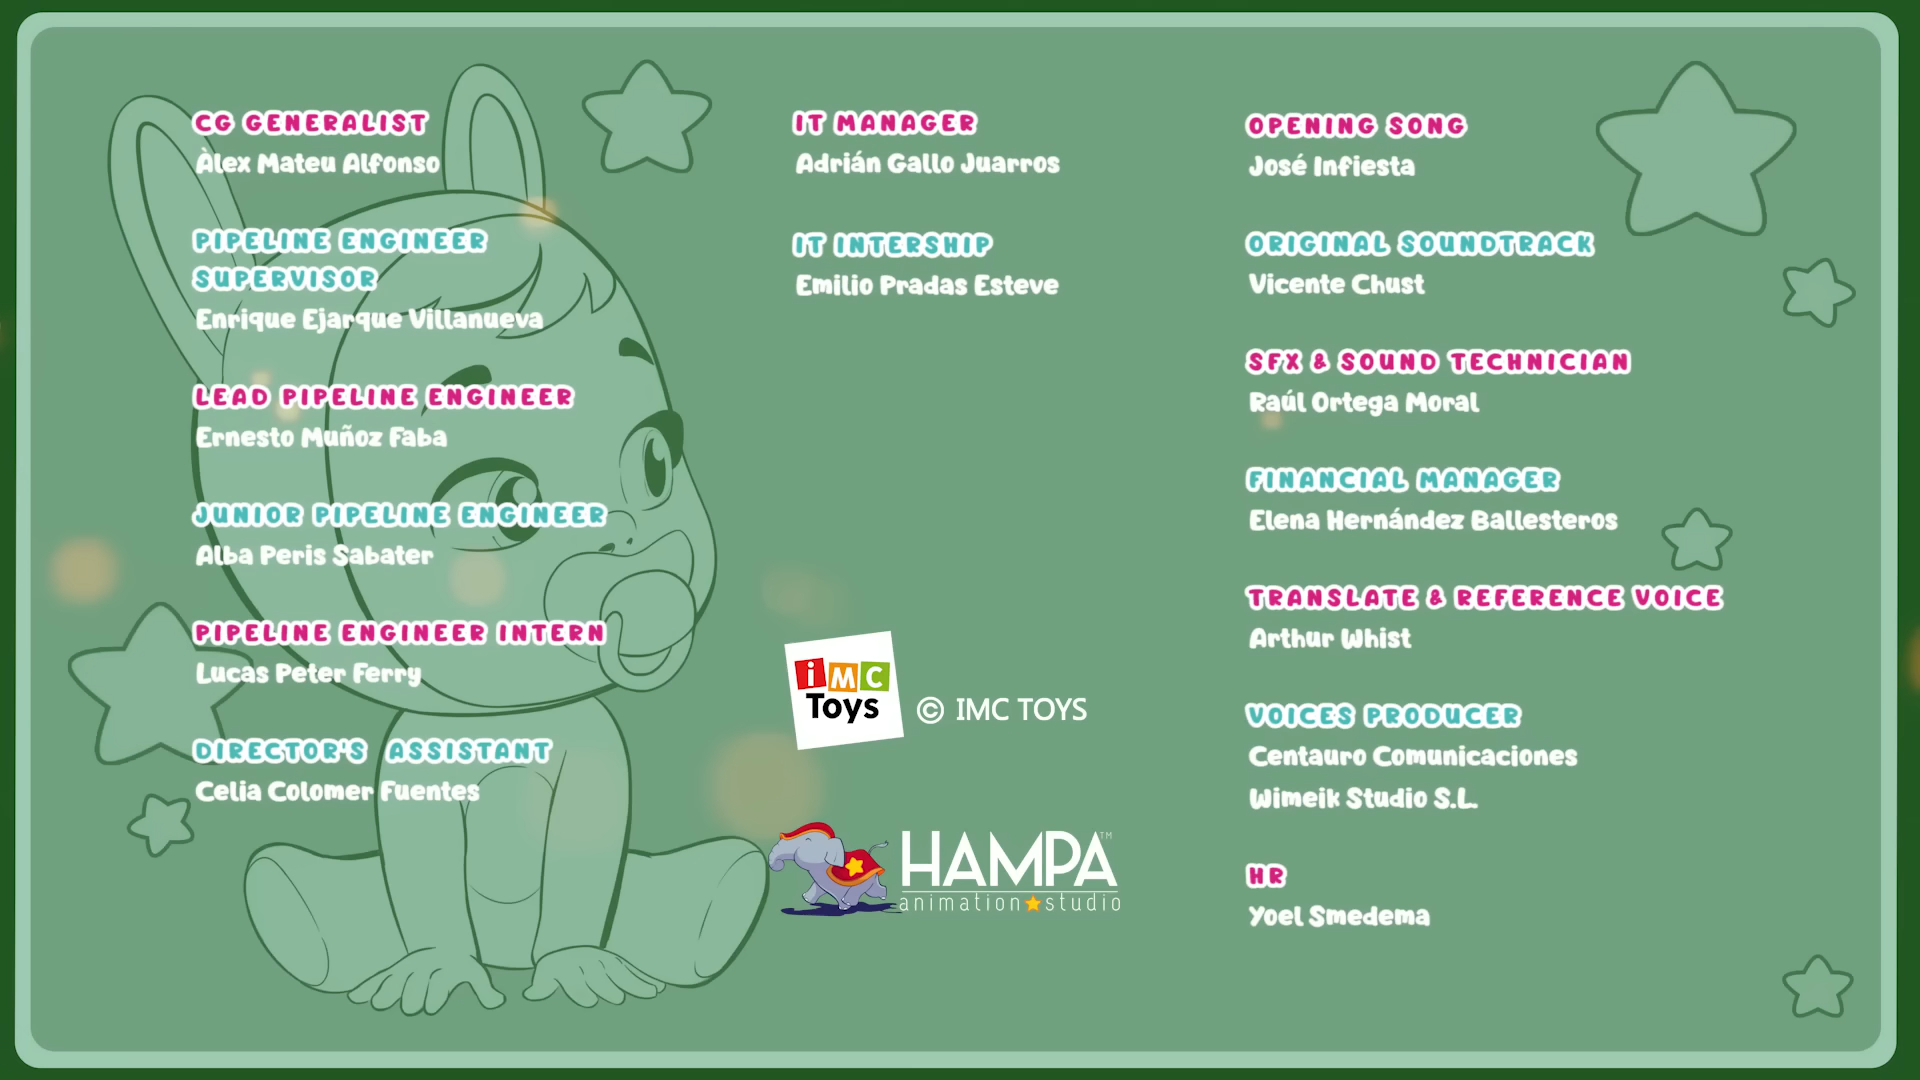 CG GENERALIST
Àlex Mateu Alfonso
PIPELINE ENGINEER
SUPERVISOR
Enrique Ejarque Villanueva
LEAD PIPELINE ENGINEER
Ernesto Muñoz Faba
JUNIOR PIPELINE ENGINEER
Alba Peris Sabater
PIPELINE ENGINEER INTERN
Lucas Peter Ferry
DIRECTOR'S ASSISTANT
Celia Colomer Fuentes
IT MANAGER
Adrián Gallo Juarros
IT INTERSHIP
Emilio Pradas Esteve
iMC
Toys
© IMC TOYS
HAMPA™
animation studio
OPENING SONG
José Infiesta
ORIGINAL SOUNDTRACK
Vicente Chust
SFX & SOUND TECHNICIAN
Raúl Ortega Moral
FINANCIAL MANAGER
Elena Hernández Ballesteros
TRANSLATE & REFERENCE VOICE
Arthur Whist
VOICES PRODUCER
Centauro Comunicaciones
Wimeik Studio S.L.
HR
Yoel Smedema